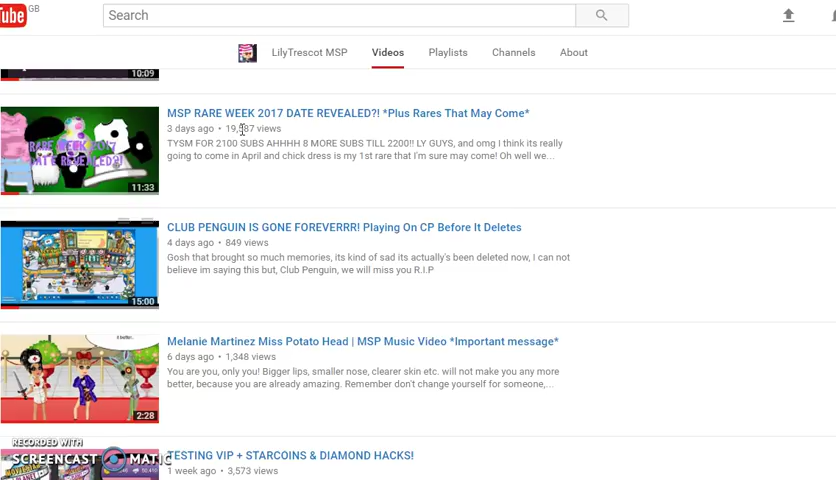 Tube GB
Search
LilyTrescot MSP Videos Playlists Channels About
10:09
MSP RARE WEEK 2017 DATE REVEALED?! *Plus Rares That May Come*
3 days ago • views
TYSM FOR 2100 SUBS AHHHH 8 MORE SUBS TILL 2200!! LY GUYS, and omg I think its really
going to come in April and chick dress is my 1st rare that I'm sure may come! Oh well we...
RARE WEEK
2017 DATE
REVEALED?!
11:33
CLUB PENGUIN IS GONE FOREVERRR! Playing On CP Before It Deletes
4 days ago • 849 views
Gosh that brought so much memories, its kind of sad its actually's been deleted now, I can not
believe im saying this but, Club Penguin, we will miss you R.I.P
15:00
Melanie Martinez Miss Potato Head | MSP Music Video *Important message*
6 days ago • 1,348 views
You are you, only you! Bigger lips, smaller nose, clearer skin etc. will not make you any more
better, because you are already amazing. Remember don't change yourself for someone,...
2:28
RECORDED WITH
SCREENCAST MATIC
TESTING VIP + STARCOINS & DIAMOND HACKS!
1 week ago • 3,573 views